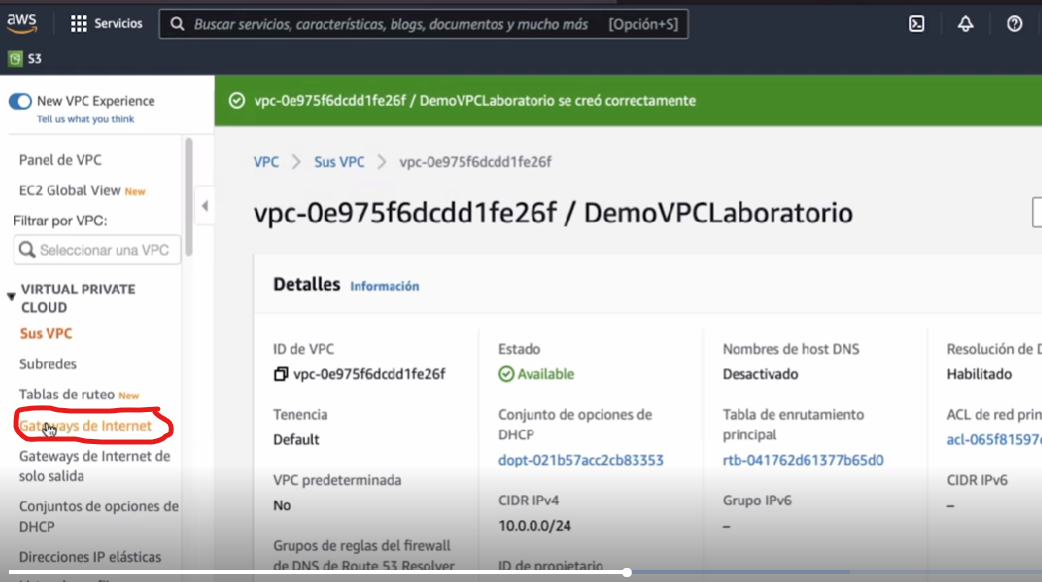 aws
Servicios
Buscar servicios, características, blogs, documentos y mucho más [Opción+S]
S3
New VPC Experience
Tell us what you think
Panel de VPC
EC2 Global View New
Filtrar por VPC:
Seleccionar una VPC
VIRTUAL PRIVATE
CLOUD
Sus VPC
Subredes
Tablas de ruteo New
Gateways de Internet
Gateways de Internet de
solo salida
Conjuntos de opciones de
DHCP
Direcciones IP elásticas
vpc-0e975f6dcdd1fe26f / DemoVPCLaboratorio se creó correctamente
VPC > Sus VPC > vpc-0e975f6dcdd1fe26f
vpc-0e975f6dcdd1fe26f / DemoVPCLaboratorio
Detalles Información
ID de VPC
vpc-0e975f6dcdd1fe26f
Tenencia
Default
VPC predeterminada
No
Grupos de reglas del firewall
de DNS de Route 53 Resolver
Estado
Available
Conjunto de opciones de
DHCP
dopt-021b57acc2cb83353
CIDR IPv4
10.0.0.0/24
ID de propietario
Nombres de host DNS
Desactivado
Tabla de enrutamiento
principal
rtb-041762d61377b65d0
Grupo IPv6
–
Resolución de D
Habilitado
ACL de red prin
acl-065f81597
CIDR IPv6
–